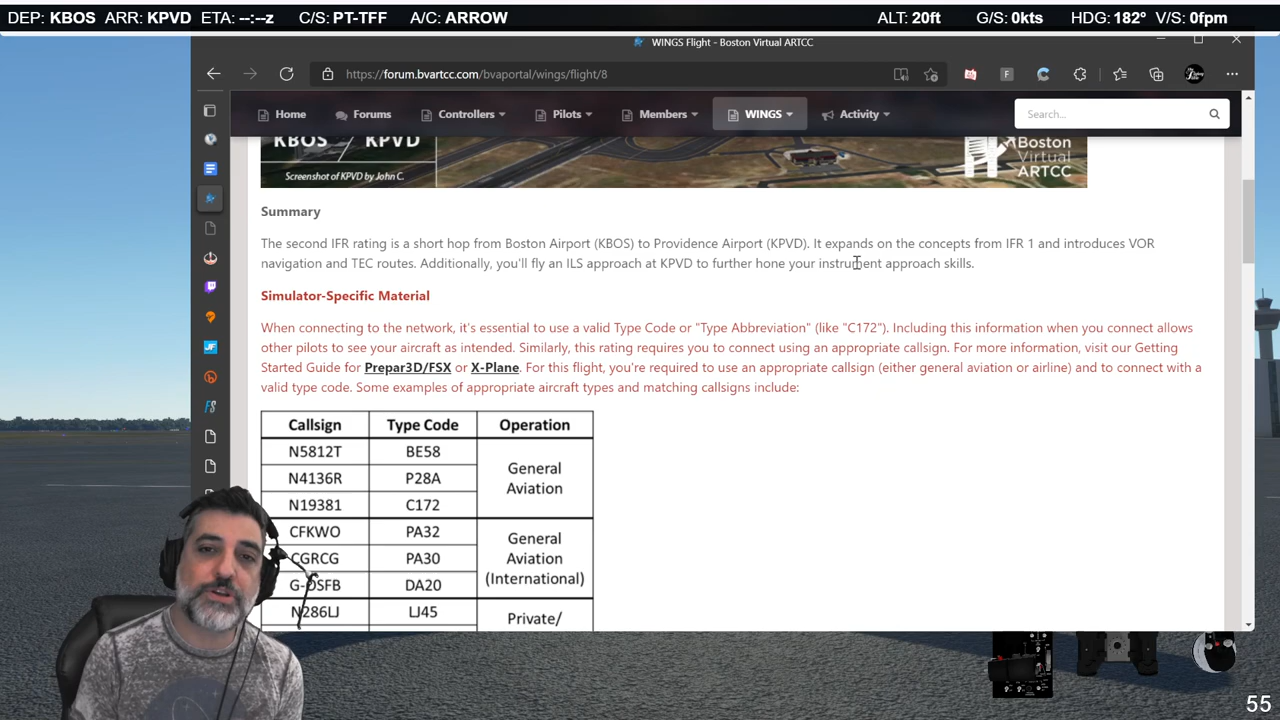 DEP: KBOS ARR: KPVD ETA: --:--z C/S: PT-TFF A/C: ARROW ALT: 20ft G/S: 0kts HDG: 182° V/S: 0fpm
WINGS Flight - Boston Virtual ARTCC
https://forum.bvartcc.com/bvaportal/wings/flight/8
Home Forums Controllers Pilots Members WINGS Activity Search...
KBOS / KPVD
Boston
Virtual
ARTCC
Screenshot of KPVD by John C.
Summary
The second IFR rating is a short hop from Boston Airport (KBOS) to Providence Airport (KPVD). It expands on the concepts from IFR 1 and introduces VOR
navigation and TEC routes. Additionally, you'll fly an ILS approach at KPVD to further hone your instrument approach skills.
Simulator-Specific Material
When connecting to the network, it's essential to use a valid Type Code or "Type Abbreviation" (like "C172"). Including this information when you connect allows
other pilots to see your aircraft as intended. Similarly, this rating requires you to connect using an appropriate callsign. For more information, visit our Getting
Started Guide for Prepar3D/FSX or X-Plane. For this flight, you're required to use an appropriate callsign (either general aviation or airline) and to connect with a
valid type code. Some examples of appropriate aircraft types and matching callsigns include:
Callsign Type Code Operation
N5812T BE58
General
Aviation
N4136R P28A
N19381 C172
CFKWO PA32
General
Aviation
(International)
CGRCG PA30
G-DSFB DA20
N286LJ LJ45 Private/
55